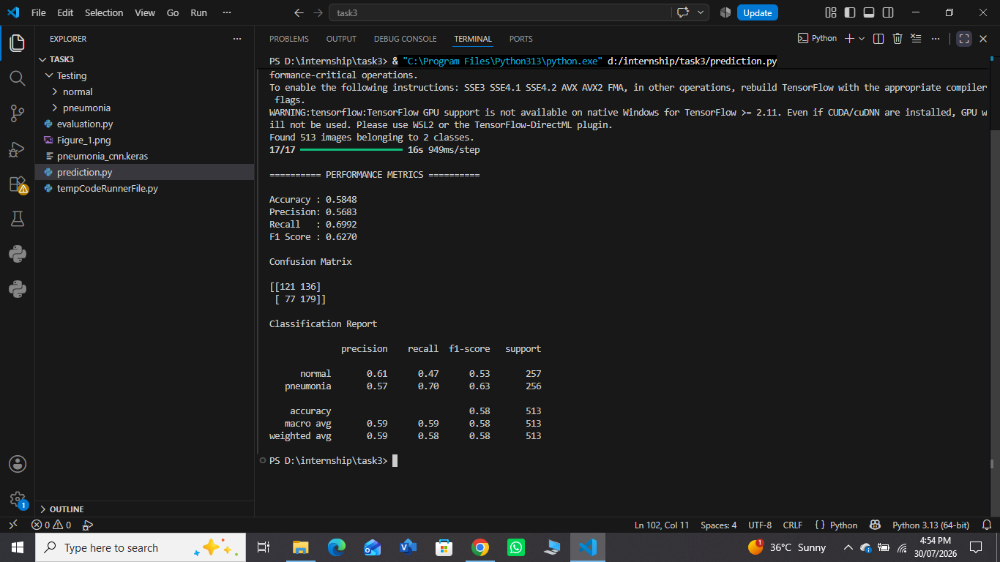 File Edit Selection View Go Run ···
task3
Update
EXPLORER ···
TASK3
Testing
normal
pneumonia
evaluation.py
Figure_1.png
pneumonia_cnn.keras
prediction.py
tempCodeRunnerFile.py
OUTLINE
PROBLEMS OUTPUT DEBUG CONSOLE TERMINAL PORTS
Python
PS D:\internship\task3> & "C:\Program Files\Python313\python.exe" d:/internship/task3/prediction.py
formance-critical operations.
To enable the following instructions: SSE3 SSE4.1 SSE4.2 AVX AVX2 FMA, in other operations, rebuild TensorFlow with the appropriate compiler
flags.
WARNING:tensorflow:TensorFlow GPU support is not available on native Windows for TensorFlow >= 2.11. Even if CUDA/cuDNN are installed, GPU w
ill not be used. Please use WSL2 or the TensorFlow-DirectML plugin.
Found 513 images belonging to 2 classes.
17/17 16s 949ms/step
========== PERFORMANCE METRICS ==========
Accuracy : 0.5848
Precision: 0.5683
Recall   : 0.6992
F1 Score : 0.6270
Confusion Matrix
[[121 136]
[ 77 179]]
Classification Report
precision recall f1-score support
normal 0.61 0.47 0.53 257
pneumonia 0.57 0.70 0.63 256
accuracy 0.58 513
macro avg 0.59 0.59 0.58 513
weighted avg 0.59 0.58 0.58 513
PS D:\internship\task3>
1
0 0
Ln 102, Col 11 Spaces: 4 UTF-8 CRLF { } Python Python 3.13 (64-bit)
Type here to search
1
36°C Sunny
4:54 PM
30/07/2026